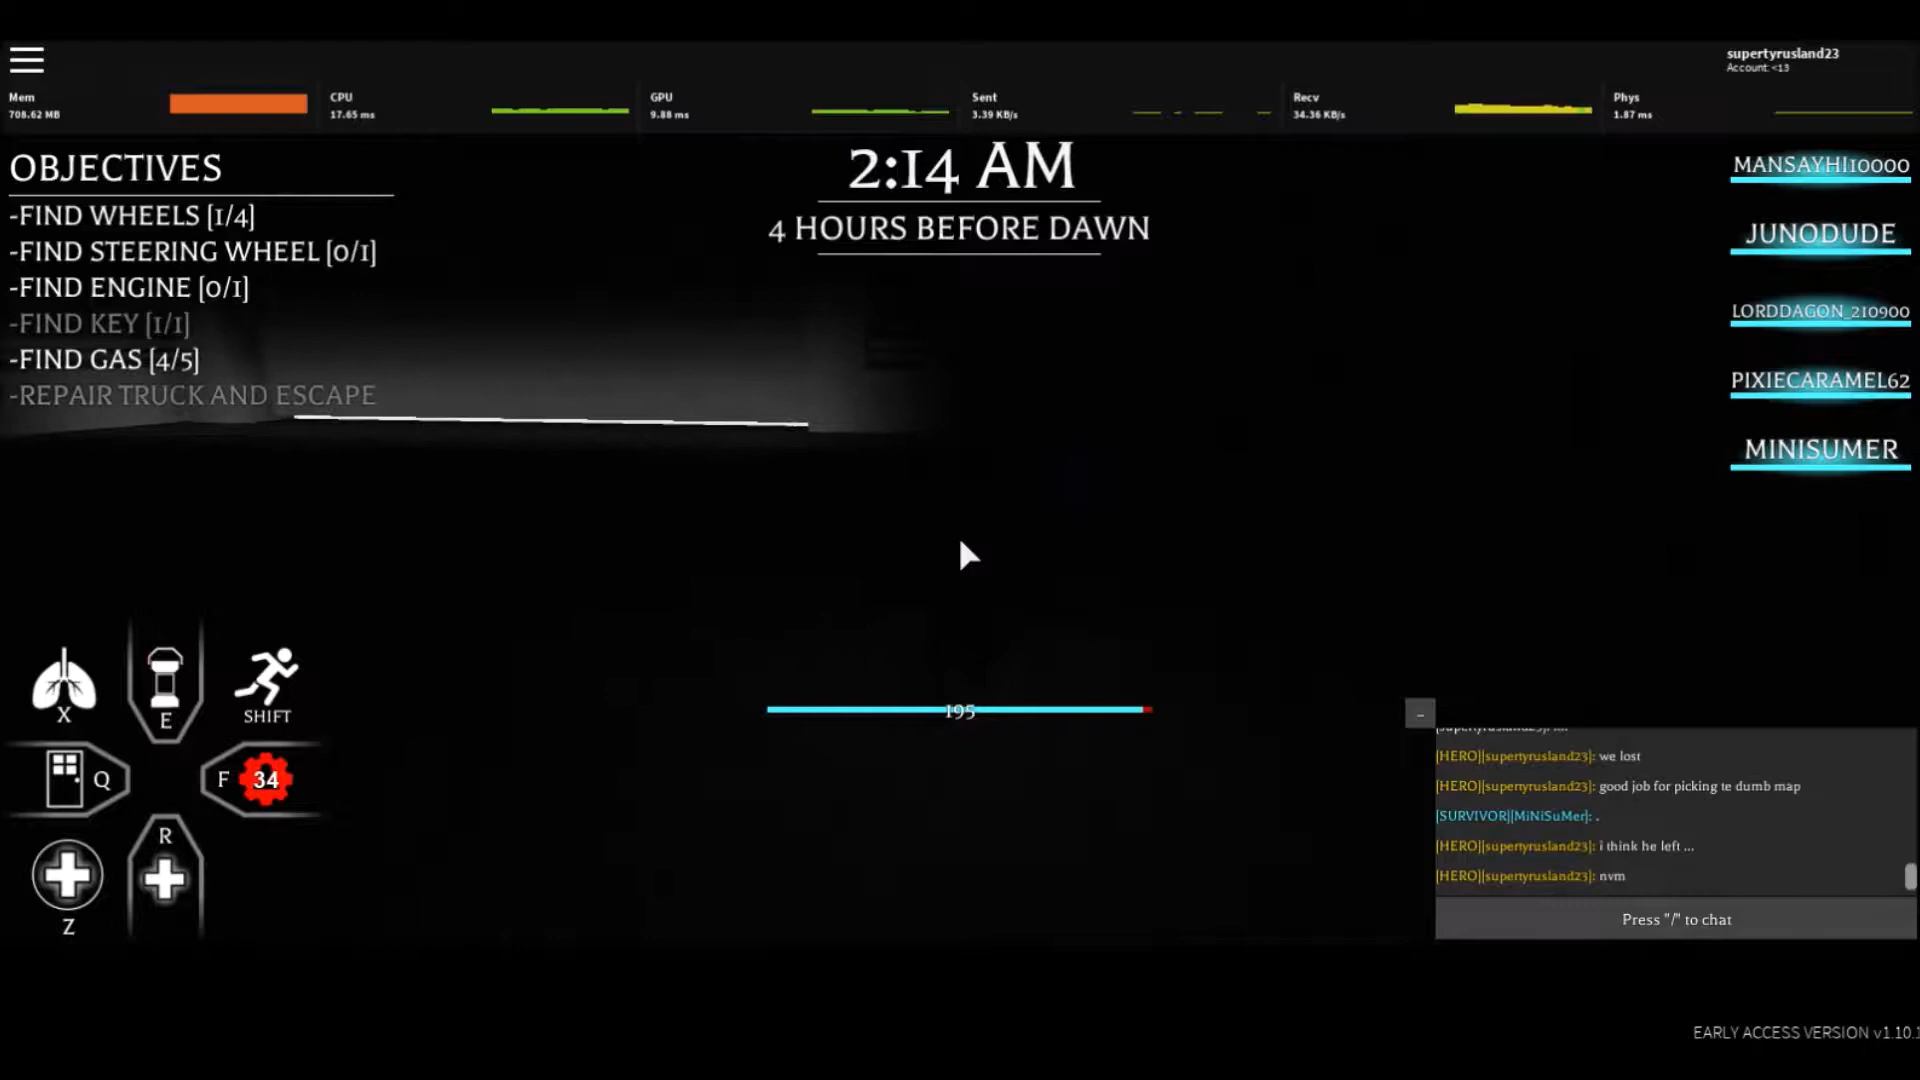 supertyrusland23
Account: <13
Mem
708.62 MB
CPU
17.65 ms
GPU
9.88 ms
Sent
3.39 KB/s
Recv
34.36 KB/s
Phys
1.87 ms
OBJECTIVES
-FIND WHEELS [1/4]
-FIND STEERING WHEEL [0/1]
-FIND ENGINE [0/1]
-FIND KEY [1/1]
-FIND GAS [4/5]
-REPAIR TRUCK AND ESCAPE
2:14 AM
4 HOURS BEFORE DAWN
MANSAYHI10000
JUNODUDE
LORDDAGON_210900
PIXIECARAMEL62
MINISUMER
X
E
SHIFT
Q
F 34
R
Z
195
-
[HERO][supertyrusland23]: we lost
[HERO][supertyrusland23]: good job for picking te dumb map
[SURVIVOR][MiNiSuMer]: .
[HERO][supertyrusland23]: i think he left ...
[HERO][supertyrusland23]: nvm
Press "/" to chat
EARLY ACCESS VERSION v1.10.1